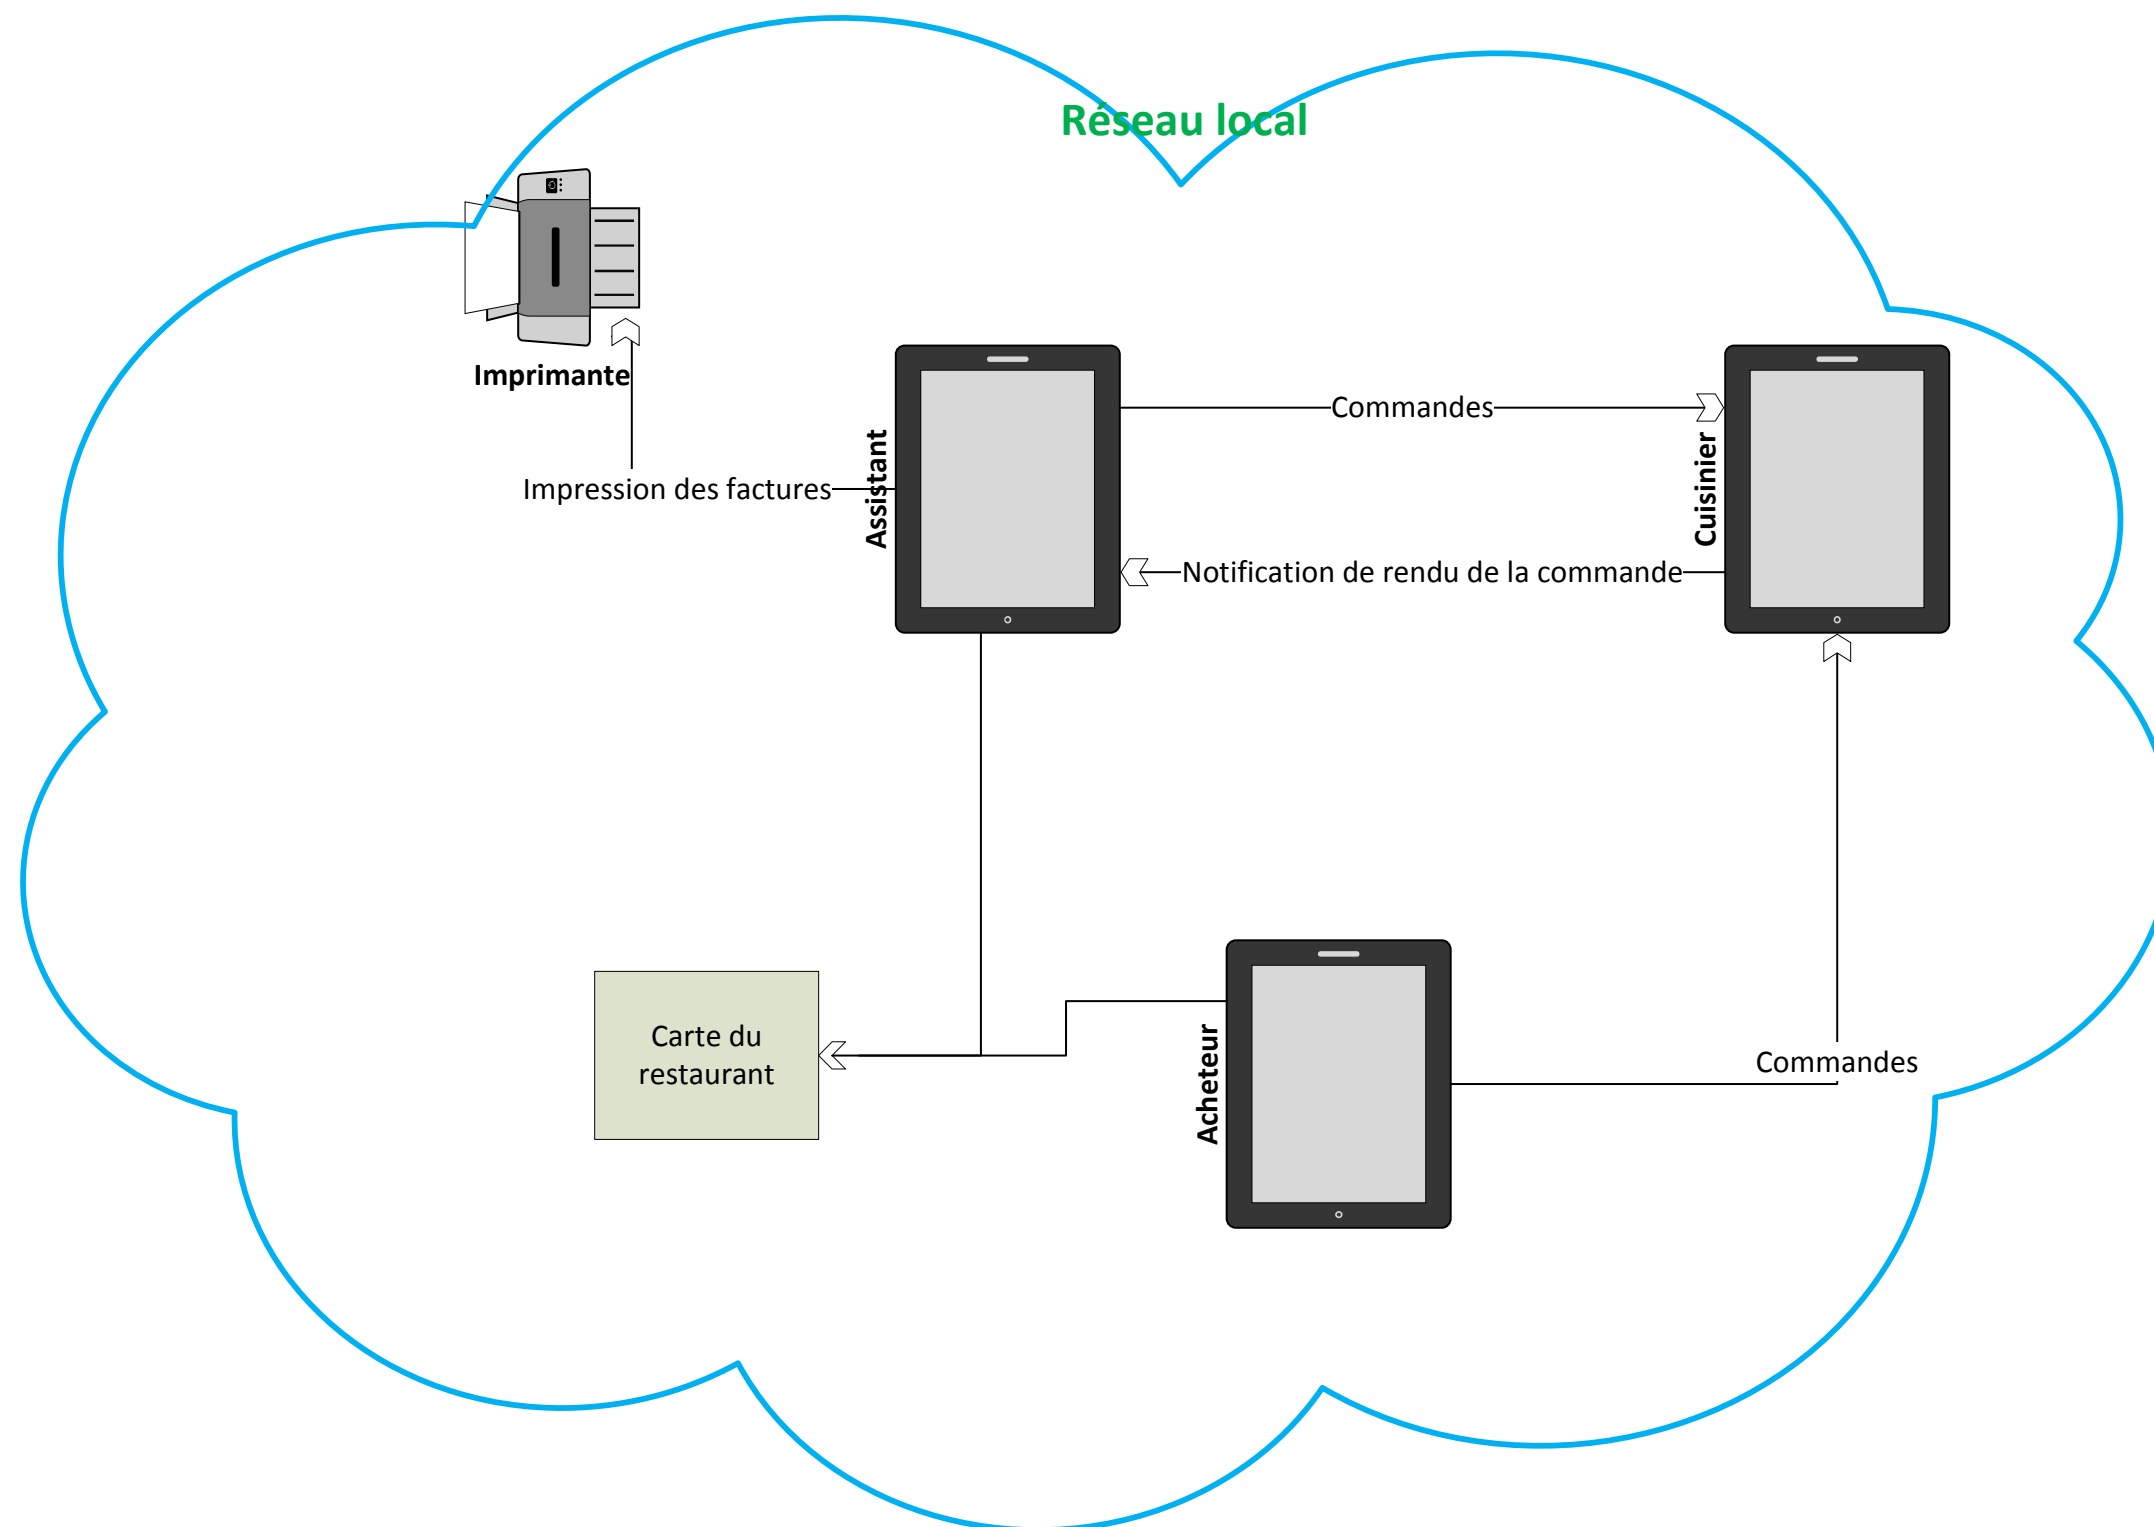 Réseau local
Imprimante
Commandes
Assistant
Cuisinier
Impression des factures
Notification de rendu de la commande
Carte du
restaurant
Acheteur
Commandes